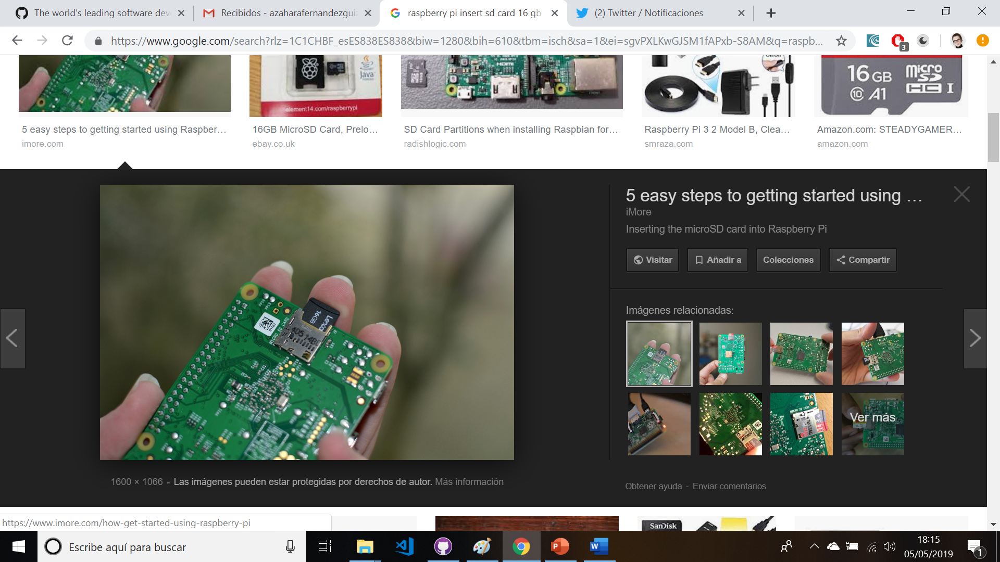 The world's leading software dev
Recibidos - azaharafernandezgui
raspberry pi insert sd card 16 gb
(2) Twitter / Notificaciones
https://www.google.com/search?rlz=1C1CHBF_esES838ES838&biw=1280&bih=610&tbm=isch&sa=1&ei=sgvPXLKwGJSM1fAPxb-S8AM&q=raspb...
3
Java
element14.com/raspberrypi
HDMI
16GB
micro
SD
HC I
10 A1
5 easy steps to getting started using Raspber...
imore.com
16GB MicroSD Card, Prelo...
ebay.co.uk
SD Card Partitions when installing Raspbian for...
radishlogic.com
Raspberry Pi 3 2 Model B, Clea...
smraza.com
Amazon.com: STEADYGAMER...
amazon.com
5 easy steps to getting started using ...
iMore
Inserting the microSD card into Raspberry Pi
Visitar
Añadir a
Colecciones
Compartir
MICRO SD CARD
16GB
Lexa
Imágenes relacionadas:
Ver más
1600 × 1066 - Las imágenes pueden estar protegidas por derechos de autor. Más información
Obtener ayuda - Enviar comentarios
https://www.imore.com/how-get-started-using-raspberry-pi
SanDisk
Escribe aquí para buscar
18:15
05/05/2019
1